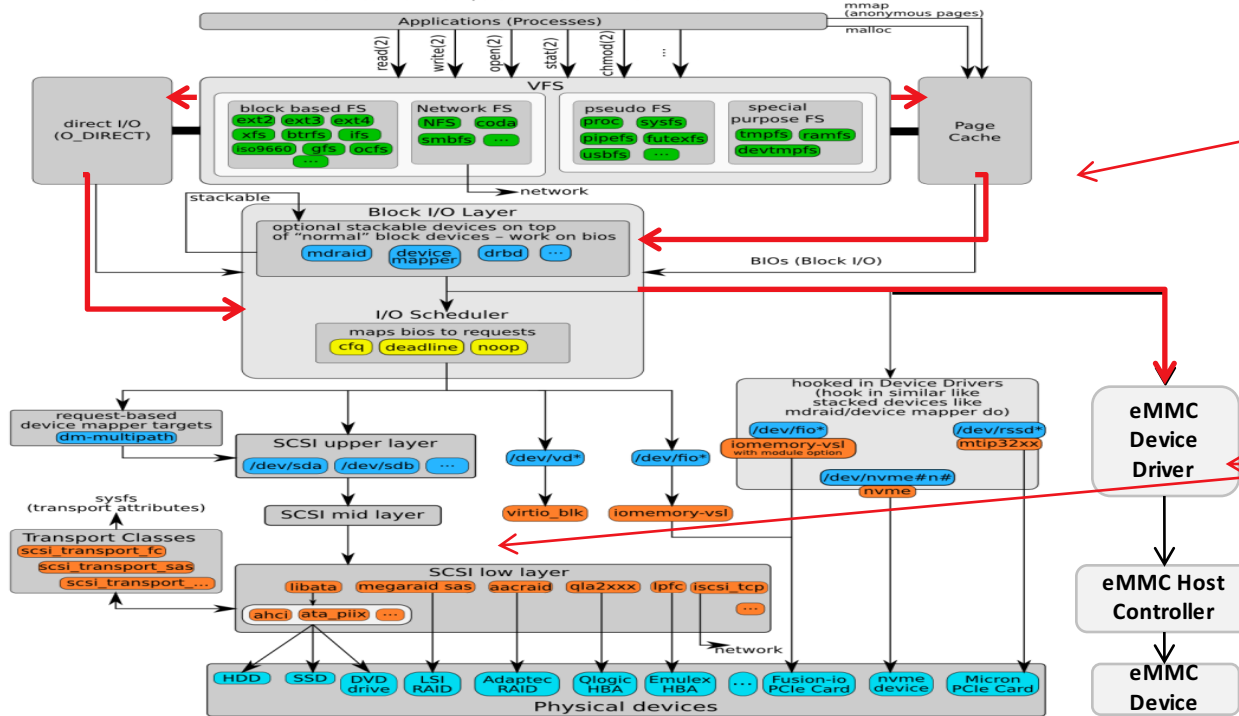 mmap
(anonymous pages)
Applications (Processes)
malloc
read(2)
write(2)
open(2)
stat(2)
chmod(2)
...
VFS
direct I/O
(O_DIRECT)
block based FS
ext2 ext3 ext4
xfs btrfs ifs
iso9660 gfs ocfs
...
Network FS
NFS coda
smbfs ...
pseudo FS
proc sysfs
pipefs futexfs
usbfs ...
special
purpose FS
tmpfs ramfs
devtmpfs
Page
Cache
network
stackable
Block I/O Layer
optional stackable devices on top
of “normal” block devices – work on bios
mdraid device
mapper drbd ...
BIOs (Block I/O)
I/O Scheduler
maps bios to requests
cfq deadline noop
hooked in Device Drivers
(hook in similar like
stacked devices like
mdraid/device mapper do)
/dev/fio* /dev/rssd*
iomemory-vsl mtip32xx
with module option
/dev/nvme#n#
nvme
eMMC
Device
Driver
request-based
device mapper targets
dm-multipath
SCSI upper layer
/dev/sda /dev/sdb ...
/dev/vd* /dev/fio*
sysfs
(transport attributes)
SCSI mid layer
virtio_blk iomemory-vsl
Transport Classes
scsi_transport_fc
scsi_transport_sas
scsi_transport_...
SCSI low layer
libata megaraid sas aacraid qla2xxx lpfc iscsi_tcp
ahci ata_piix ... ...
network
eMMC Host
Controller
HDD SSD DVD
drive LSI
RAID Adaptec
RAID Qlogic
HBA Emulex
HBA ... Fusion-io
PCIe Card nvme
device Micron
PCIe Card
Physical devices
eMMC
Device